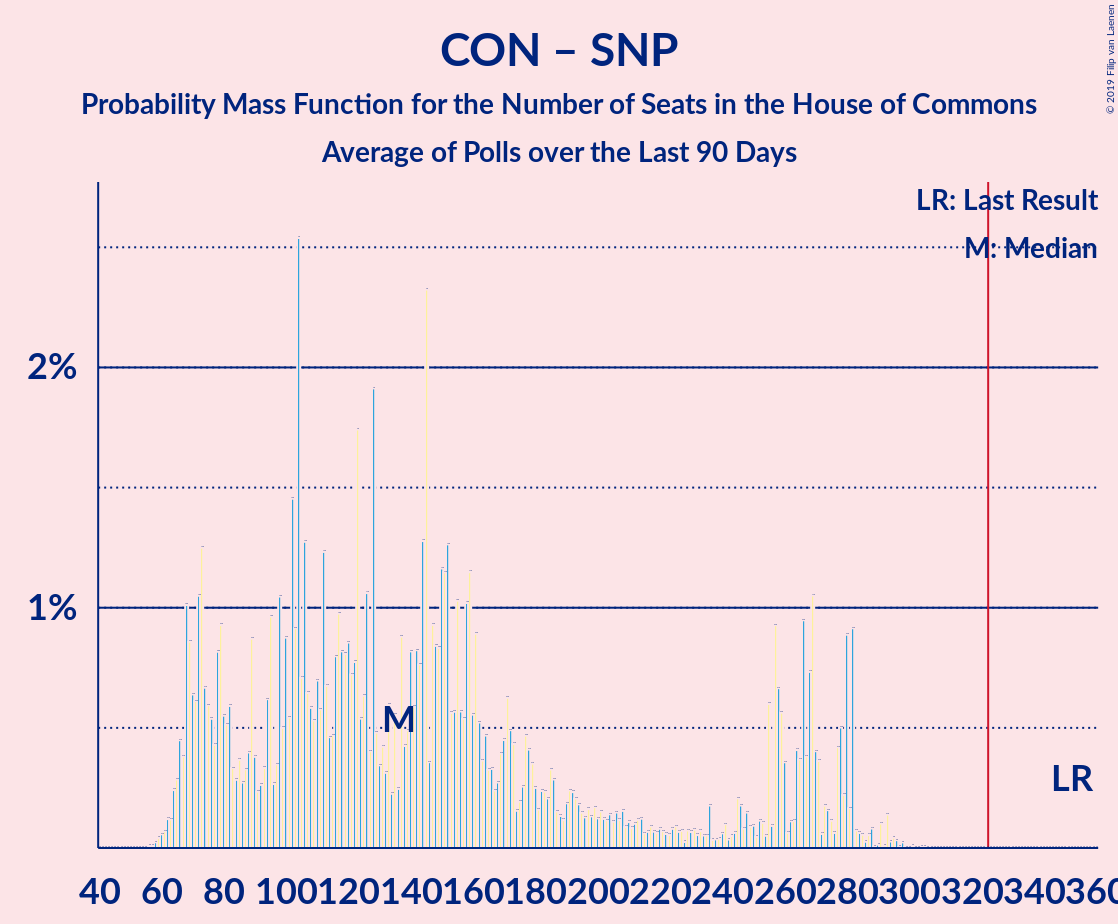 CON – SNP
Probability Mass Function for the Number of Seats in the House of Commons
Average of Polls over the Last 90 Days
© 2019 Filip van Laenen
LR: Last Result
M: Median
2%
1%
M
LR
40 60 80 100 120 140 160 180 200 220 240 260 280 300 320 340 360